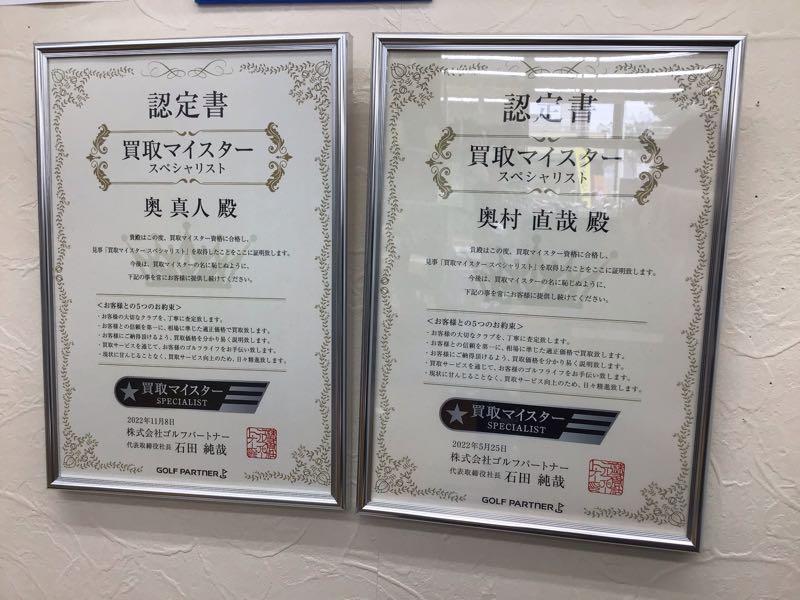 認定書
買取マイスター
スペシャリスト
奥 真人 殿
貴殿はこの度、買取マイスター資格に合格し、
見事「買取マイスタースペシャリスト」を取得したことをここに証明致します。
今後は、買取マイスターの名に恥じぬように、
下記の事を常にお客様に提供し続けてください。
<お客様との5つのお約束>
・お客様の大切なクラブを、丁寧に査定致します。
・お客様との信頼を第一に、相場に準じた適正価格で買取致します。
・お客様にご納得頂けるよう、買取価格を分かり易く説明致します。
・買取サービスを通じて、お客様のゴルフライフをお手伝い致します。
・現状に甘んじることなく、買取サービス向上のため、日々精進致します。
買取マイスター
SPECIALIST
2022年11月8日
株式会社ゴルフパートナー
代表取締役社長 石田 純哉
GOLF PARTNER
認定書
買取マイスター
スペシャリスト
奥村 直哉 殿
貴殿はこの度、買取マイスター資格に合格し、
見事「買取マイスタースペシャリスト」を取得したことをここに証明致します。
今後は、買取マイスターの名に恥じぬように、
下記の事を常にお客様に提供し続けてください。
<お客様との5つのお約束>
・お客様の大切なクラブを、丁寧に査定致します。
・お客様との信頼を第一に、相場に準じた適正価格で買取致します。
・お客様にご納得頂けるよう、買取価格を分かり易く説明致します。
・買取サービスを通じて、お客様のゴルフライフをお手伝い致します。
・現状に甘んじることなく、買取サービス向上のため、日々精進致します。
買取マイスター
SPECIALIST
2022年5月25日
株式会社ゴルフパートナー
代表取締役社長 石田 純哉
GOLF PARTNER